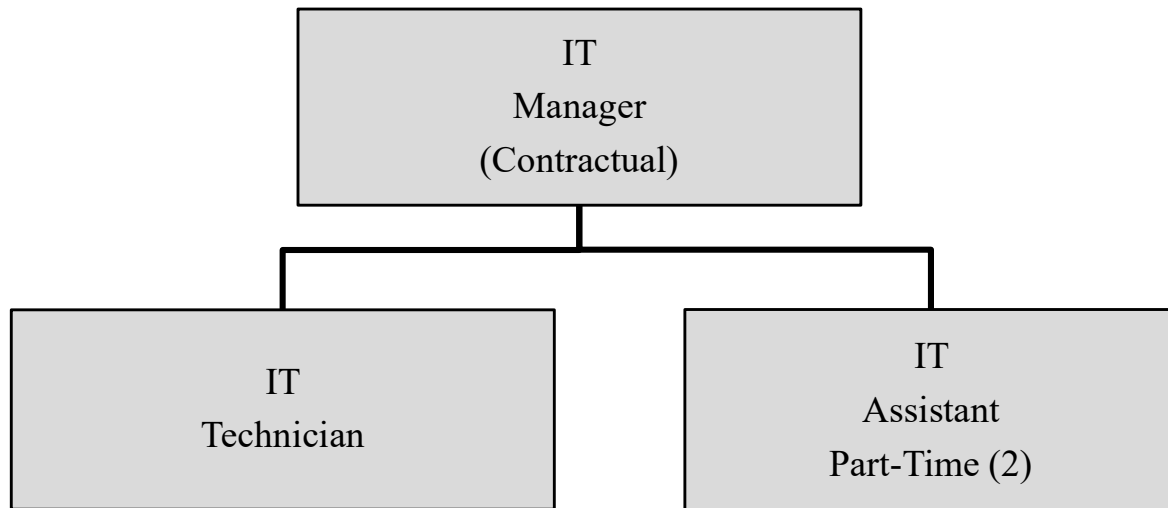 IT
Manager
(Contractual)
IT
Technician
IT
Assistant
Part-Time (2)